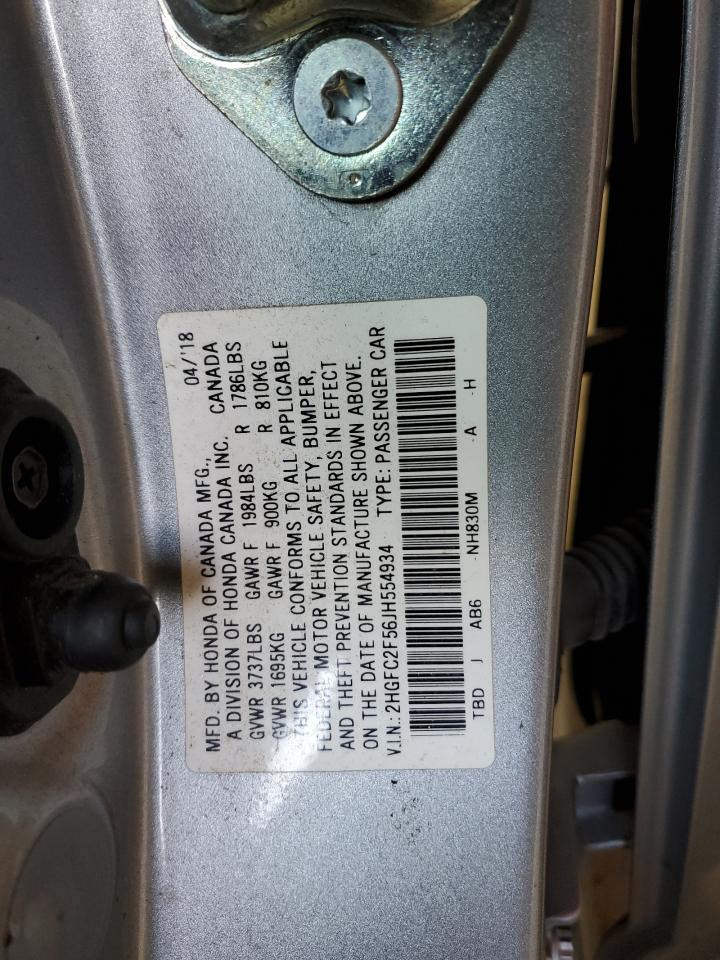 MFD. BY HONDA OF CANADA MFG., 04/'18
A DIVISION OF HONDA CANADA INC. CANADA
GVWR 3737LBS GAWR F 1984LBS R 1786LBS
GVWR 1695KG GAWR F 900KG R 810KG
THIS VEHICLE CONFORMS TO ALL APPLICABLE
FEDERAL MOTOR VEHICLE SAFETY, BUMPER,
AND THEFT PREVENTION STANDARDS IN EFFECT
ON THE DATE OF MANUFACTURE SHOWN ABOVE.
V.I.N.: 2HGFC2F56JH554934 TYPE: PASSENGER CAR
TBD J AB6 -NH830M -A -H